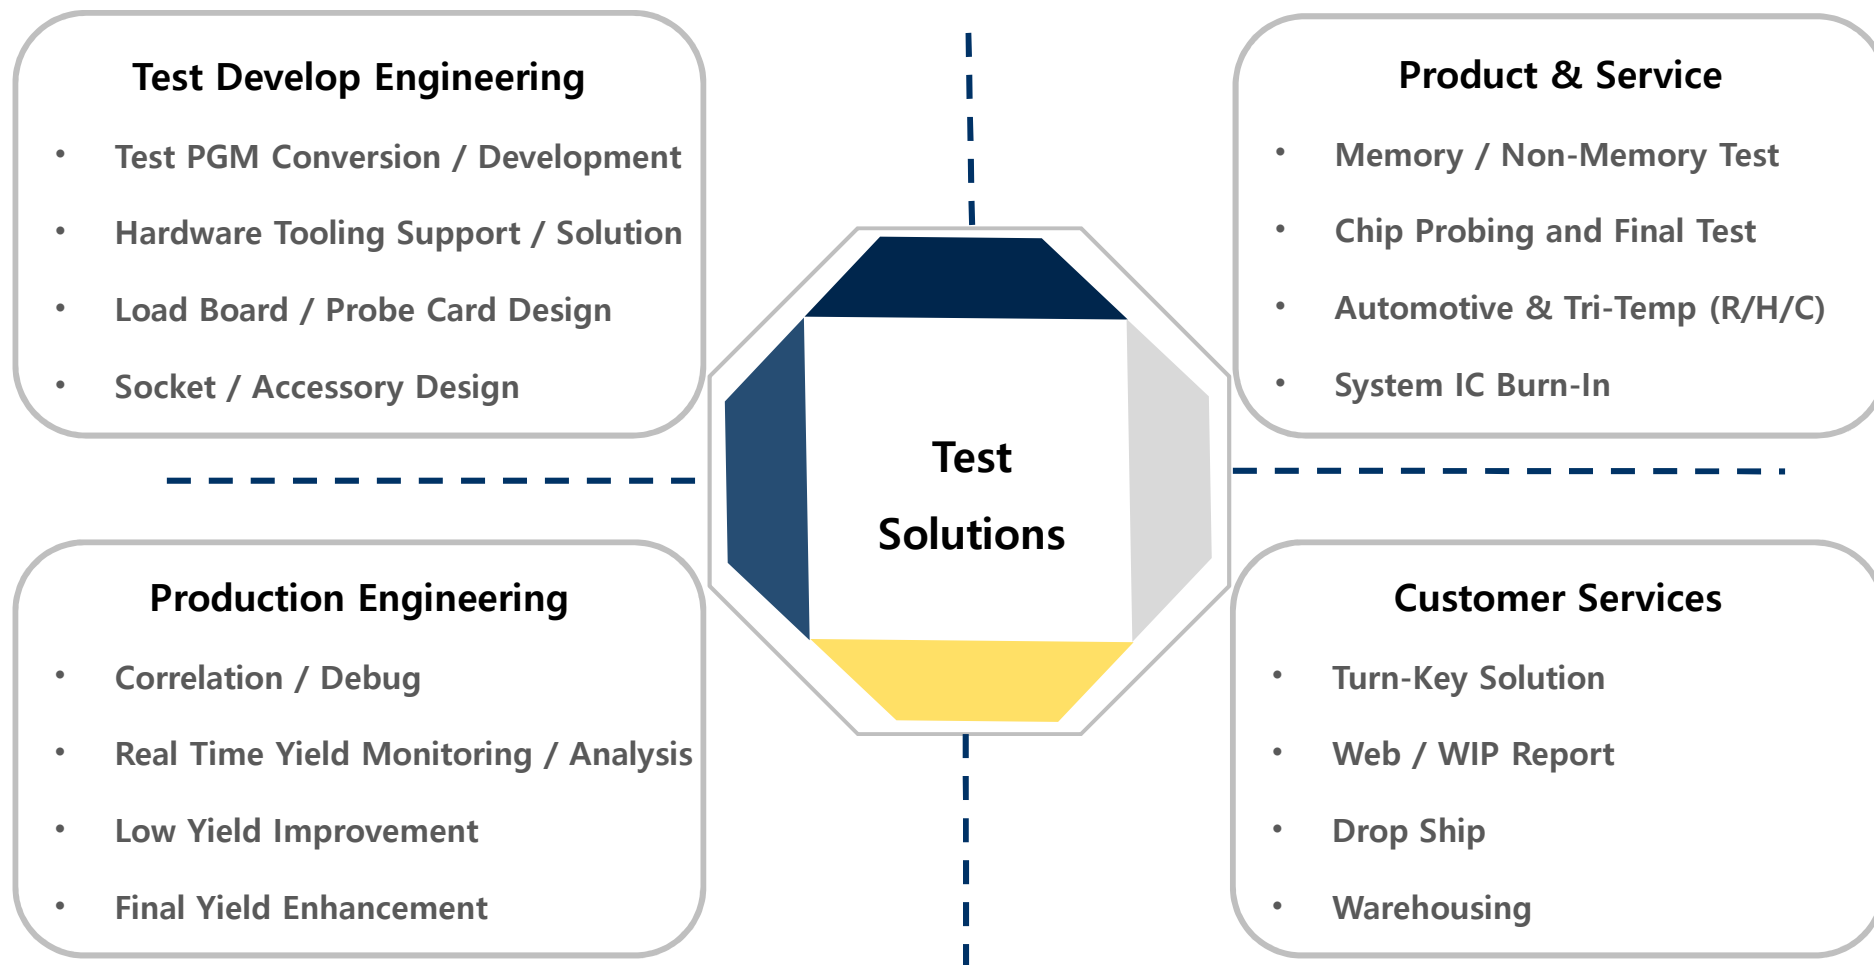 Test Develop Engineering
• Test PGM Conversion / Development
• Hardware Tooling Support / Solution
• Load Board / Probe Card Design
• Socket / Accessory Design
Product & Service
• Memory / Non-Memory Test
• Chip Probing and Final Test
• Automotive & Tri-Temp (R/H/C)
• System IC Burn-In
Test
Solutions
Production Engineering
• Correlation / Debug
• Real Time Yield Monitoring / Analysis
• Low Yield Improvement
• Final Yield Enhancement
Customer Services
• Turn-Key Solution
• Web / WIP Report
• Drop Ship
• Warehousing